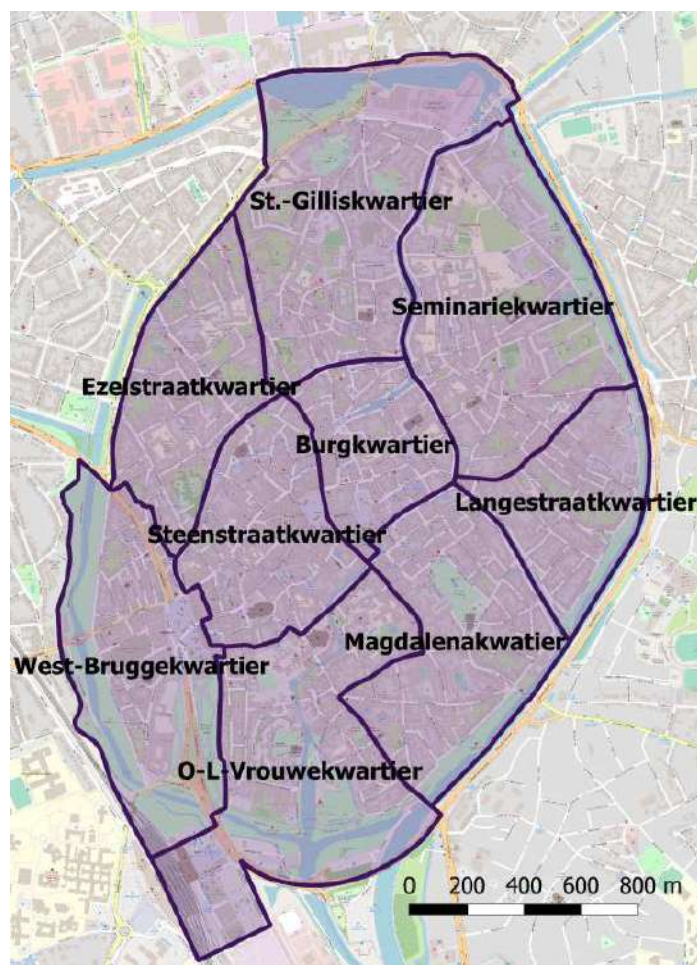 St.-Gilliskwartier
Seminariekwartier
Ezelstraatkwartier
Burgkwartier
Langestraatkwartier
Steenstraatkwartier
Magdalenakwatier
West-Bruggekwartier
O-L-Vrouwekwartier
0 200 400 600 800 m